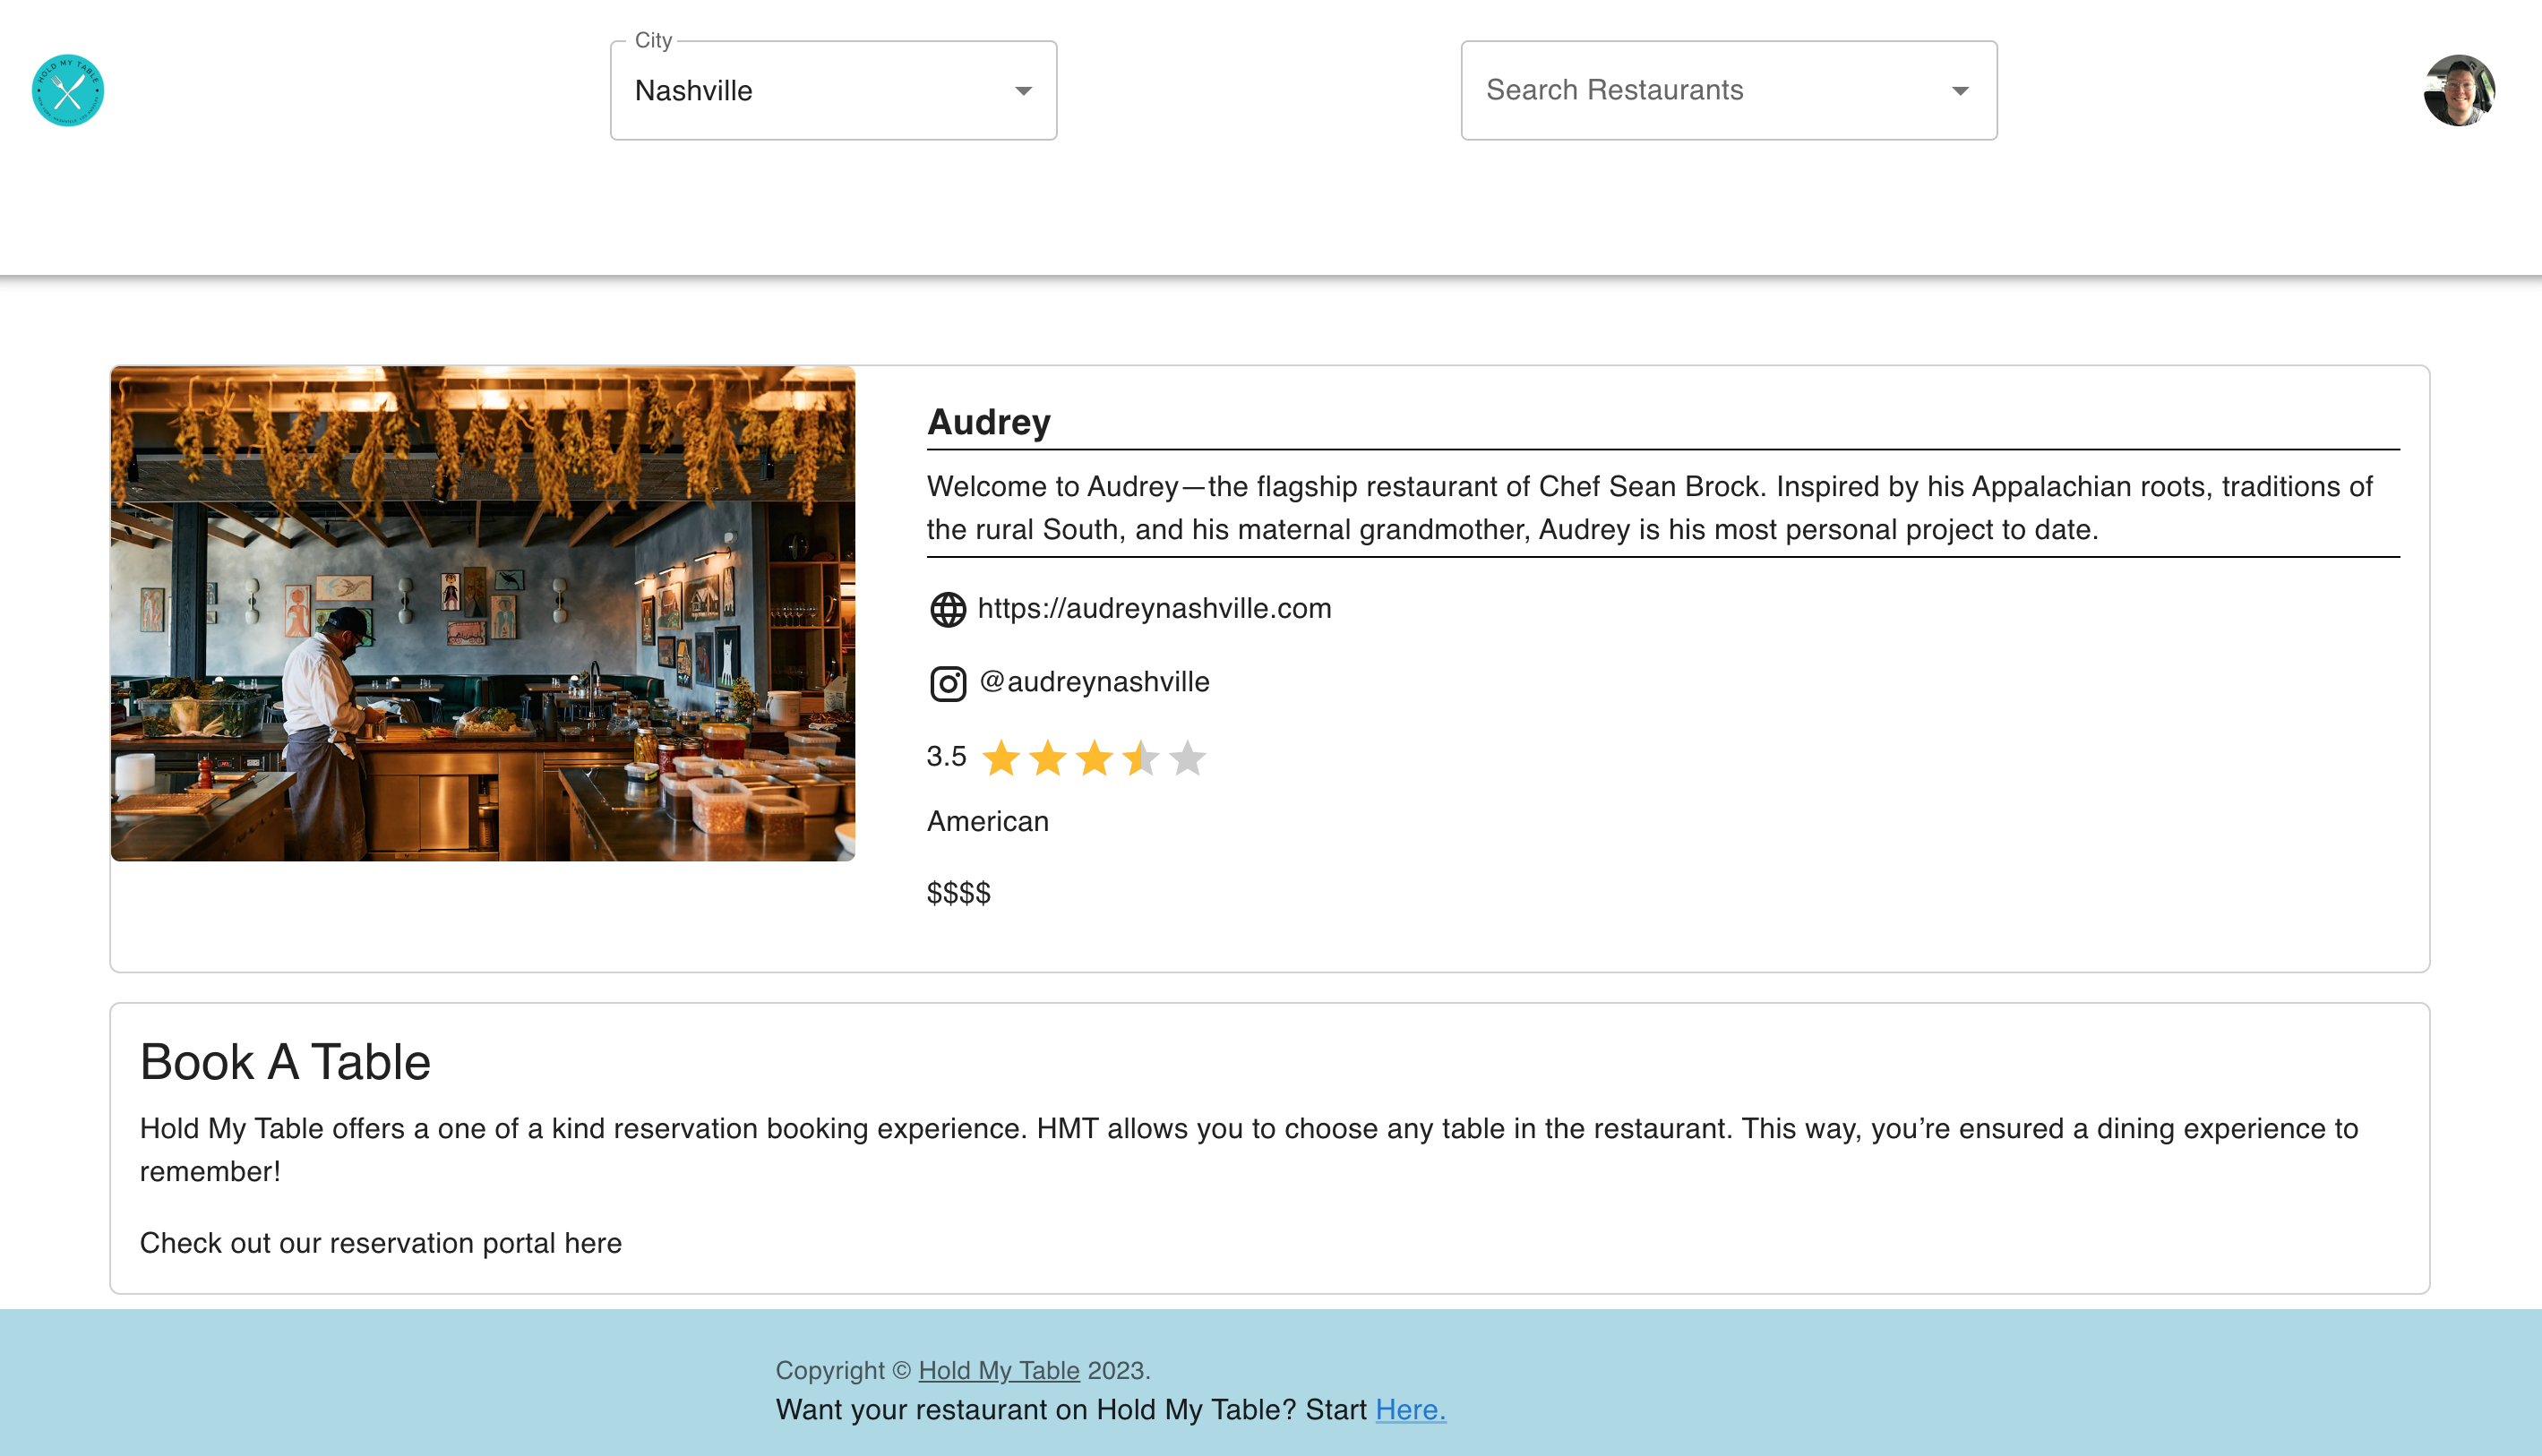 HOLD MY TABLE
City
Nashville
Search Restaurants
Audrey
Welcome to Audrey—the flagship restaurant of Chef Sean Brock. Inspired by his Appalachian roots, traditions of
the rural South, and his maternal grandmother, Audrey is his most personal project to date.
https://audreynashville.com
@audreynashville
3.5
American
$$$$
Book A Table
Hold My Table offers a one of a kind reservation booking experience. HMT allows you to choose any table in the restaurant. This way, you’re ensured a dining experience to
remember!
Check out our reservation portal here
Copyright © Hold My Table 2023.
Want your restaurant on Hold My Table? Start Here.